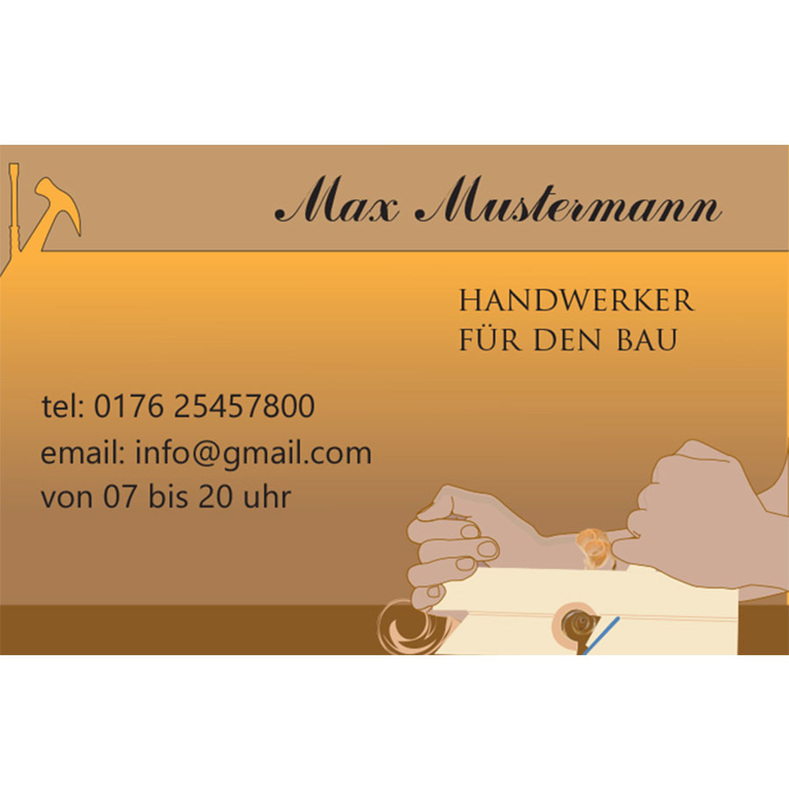 Max Mustermann
HANDWERKER
FÜR DEN BAU
tel: 0176 25457800
email: info@gmail.com
von 07 bis 20 uhr